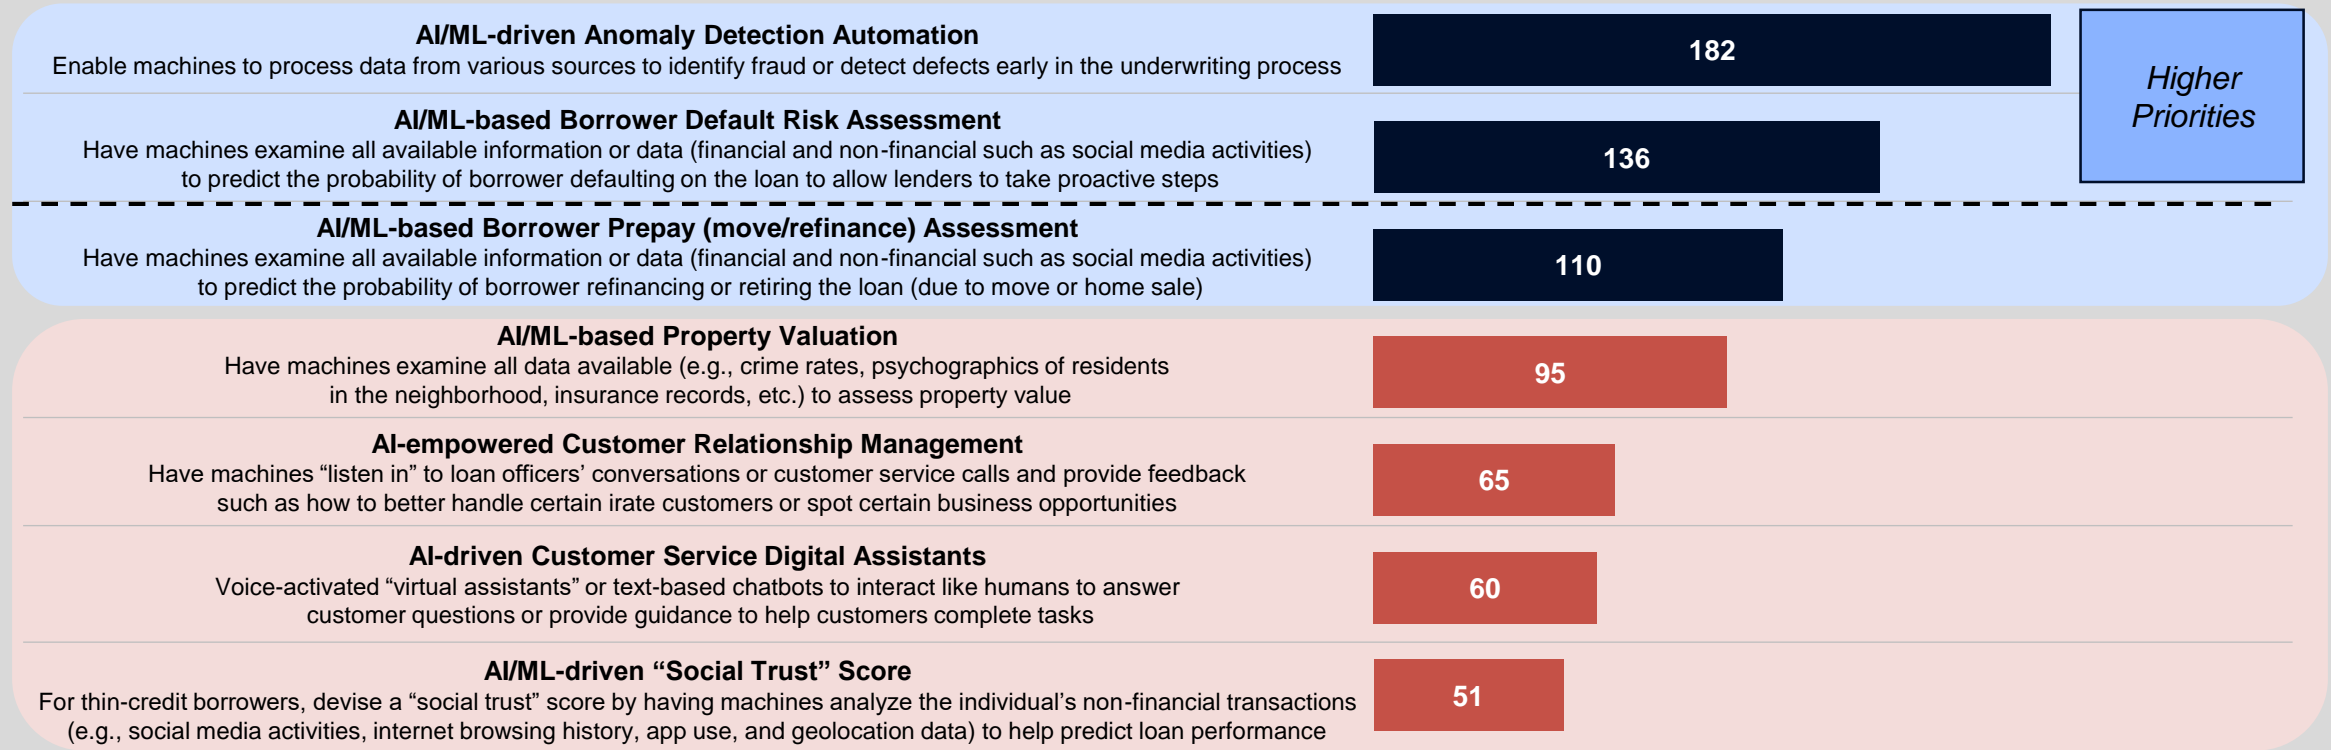 AI/ML-driven Anomaly Detection Automation
Enable machines to process data from various sources to identify fraud or detect defects early in the underwriting process
182
Higher
Priorities
AI/ML-based Borrower Default Risk Assessment
Have machines examine all available information or data (financial and non-financial such as social media activities)
to predict the probability of borrower defaulting on the loan to allow lenders to take proactive steps
136
AI/ML-based Borrower Prepay (move/refinance) Assessment
Have machines examine all available information or data (financial and non-financial such as social media activities)
to predict the probability of borrower refinancing or retiring the loan (due to move or home sale)
110
AI/ML-based Property Valuation
Have machines examine all data available (e.g., crime rates, psychographics of residents
in the neighborhood, insurance records, etc.) to assess property value
95
AI-empowered Customer Relationship Management
Have machines “listen in” to loan officers’ conversations or customer service calls and provide feedback
such as how to better handle certain irate customers or spot certain business opportunities
65
AI-driven Customer Service Digital Assistants
Voice-activated “virtual assistants” or text-based chatbots to interact like humans to answer
customer questions or provide guidance to help customers complete tasks
60
AI/ML-driven “Social Trust” Score
For thin-credit borrowers, devise a “social trust” score by having machines analyze the individual’s non-financial transactions
(e.g., social media activities, internet browsing history, app use, and geolocation data) to help predict loan performance
51